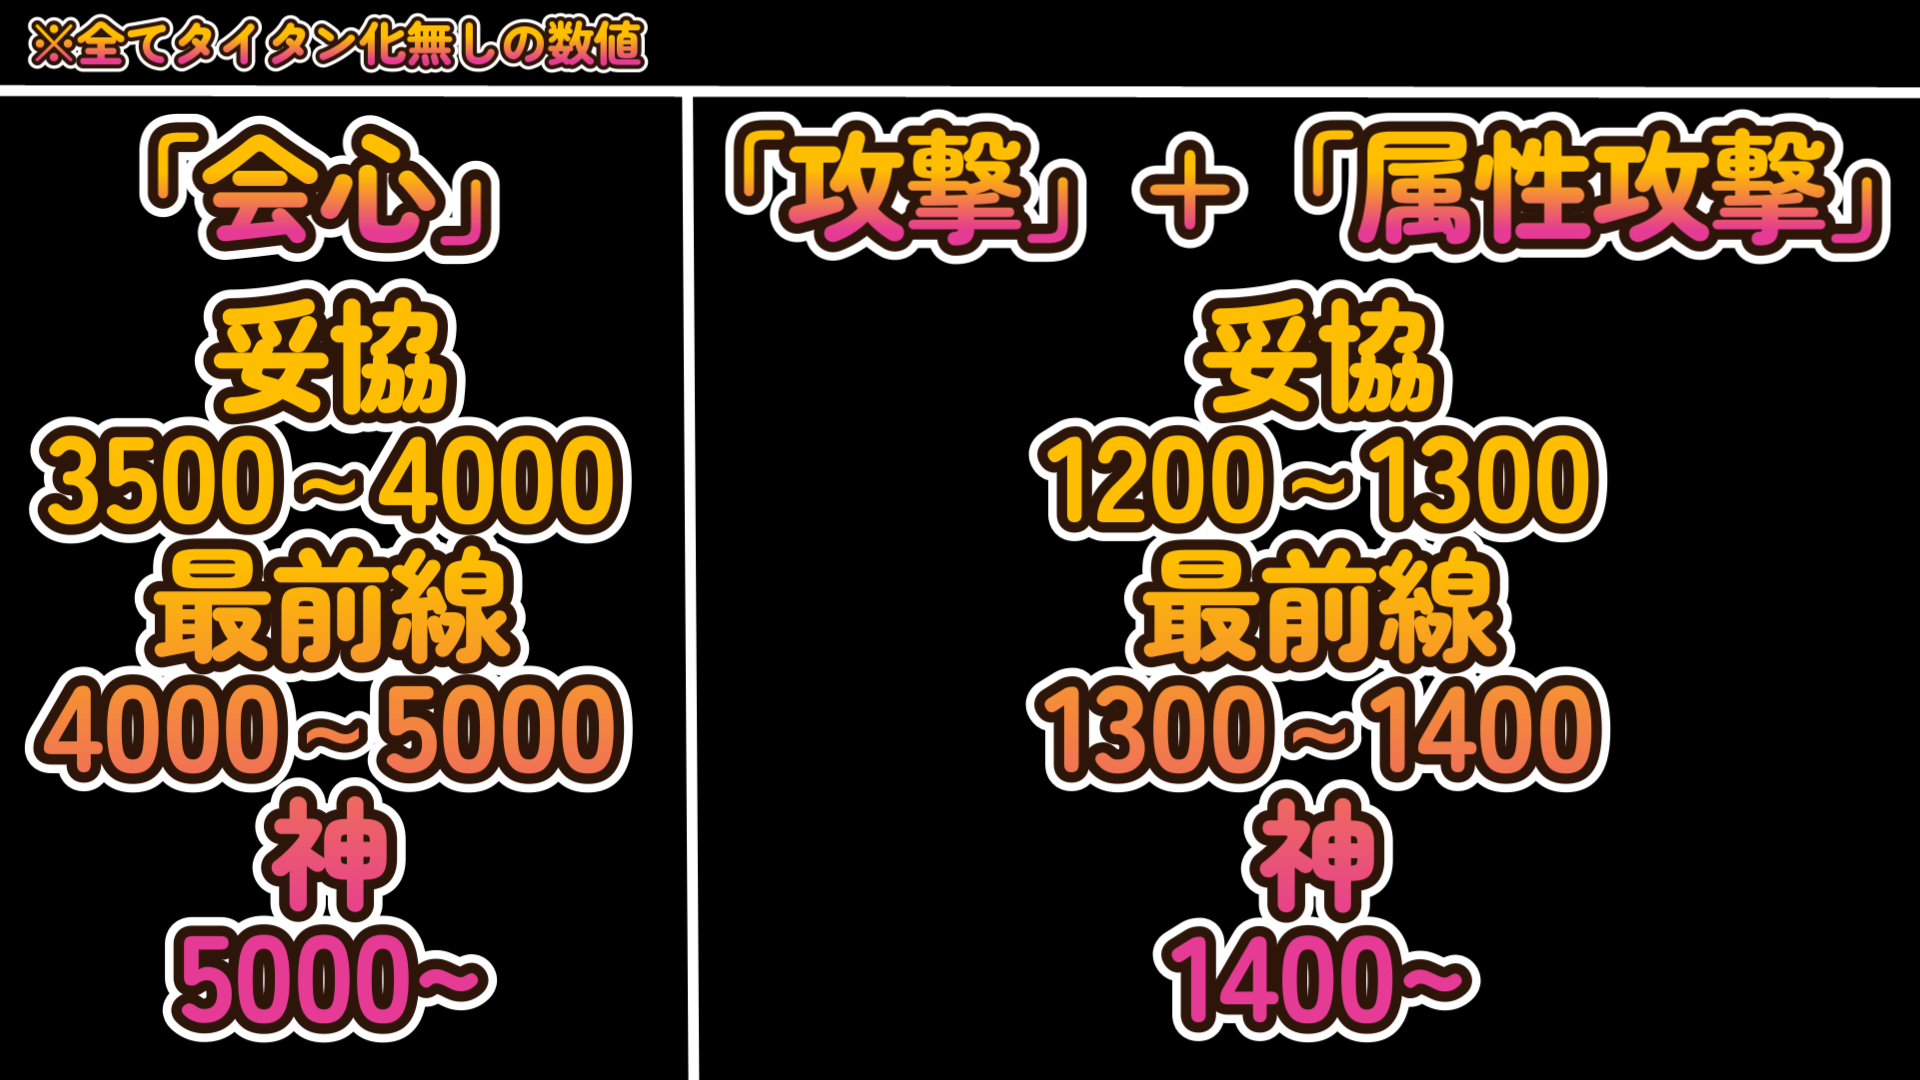 ※全てタイタン化無しの数値
「会心」
妥協
3500~4000
最前線
4000~5000
神
5000~
「攻撃」+「属性攻撃」
妥協
1200~1300
最前線
1300~1400
神
1400~